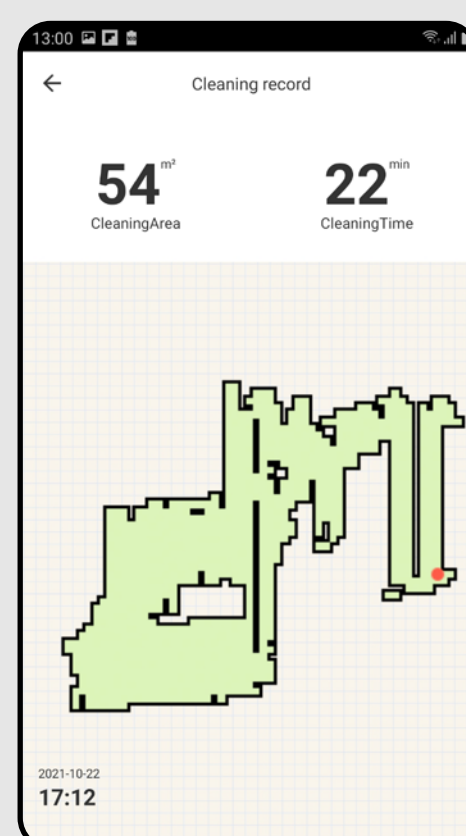 13:00
Cleaning record
54 m²
22 min
CleaningArea
CleaningTime
2021-10-22
17:12